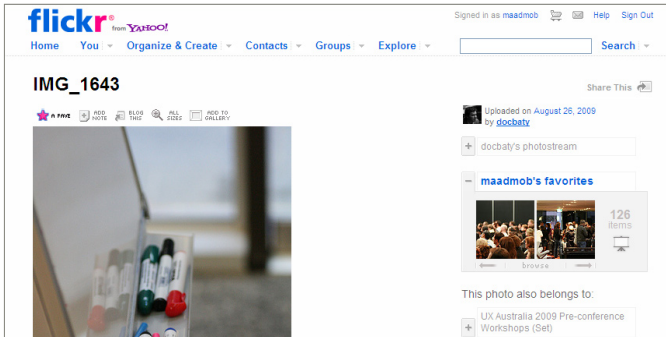 flickr® from YAHOO!
Signed in as maadmob Help Sign Out
Home You Organize & Create Contacts Groups Explore Search
IMG_1643
Share This
A FAVE ADD NOTE BLOG THIS ALL SIZES ADD TO GALLERY
Uploaded on August 26, 2009
by docbaty
+ docbaty's photostream
− maadmob's favorites
126
items
browse
This photo also belongs to:
+ UX Australia 2009 Pre-conference
Workshops (Set)